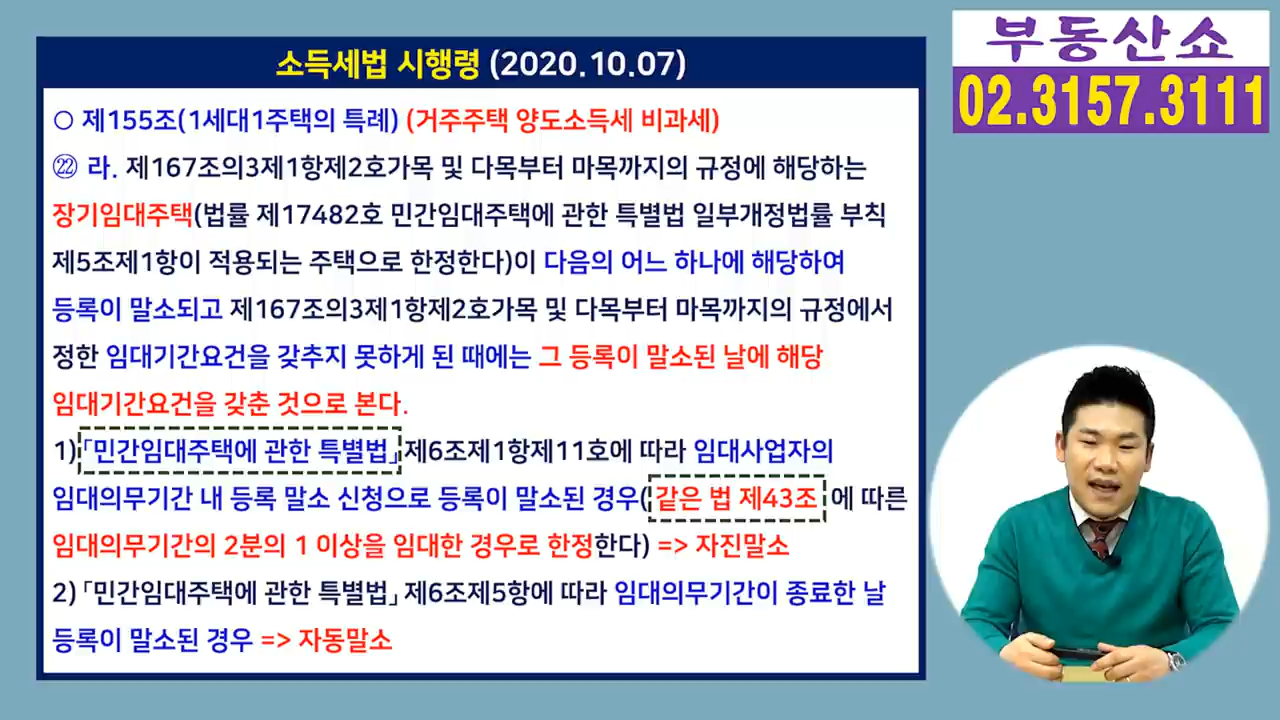 부동산쇼
02.3157.3111
소득세법 시행령 (2020.10.07)
○ 제155조(1세대1주택의 특례) (거주주택 양도소득세 비과세)
㉒ 라. 제167조의3제1항제2호가목 및 다목부터 마목까지의 규정에 해당하는
장기임대주택(법률 제17482호 민간임대주택에 관한 특별법 일부개정법률 부칙
제5조제1항이 적용되는 주택으로 한정한다)이 다음의 어느 하나에 해당하여
등록이 말소되고 제167조의3제1항제2호가목 및 다목부터 마목까지의 규정에서
정한 임대기간요건을 갖추지 못하게 된 때에는 그 등록이 말소된 날에 해당
임대기간요건을 갖춘 것으로 본다.
1)「민간임대주택에 관한 특별법」제6조제1항제11호에 따라 임대사업자의
임대의무기간 내 등록 말소 신청으로 등록이 말소된 경우(같은 법 제43조에 따른
임대의무기간의 2분의 1 이상을 임대한 경우로 한정한다) => 자진말소
2)「민간임대주택에 관한 특별법」제6조제5항에 따라 임대의무기간이 종료한 날
등록이 말소된 경우 => 자동말소